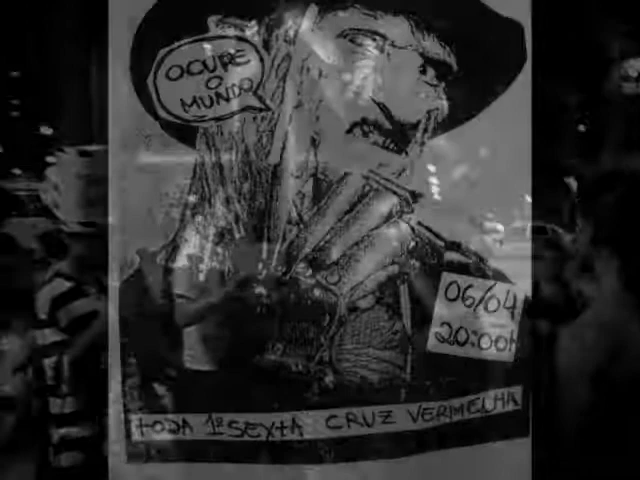 OCUPE
O
MUNDO
06/04
20:00h
TODA 1ª SEXTA CRUZ VERMELHA